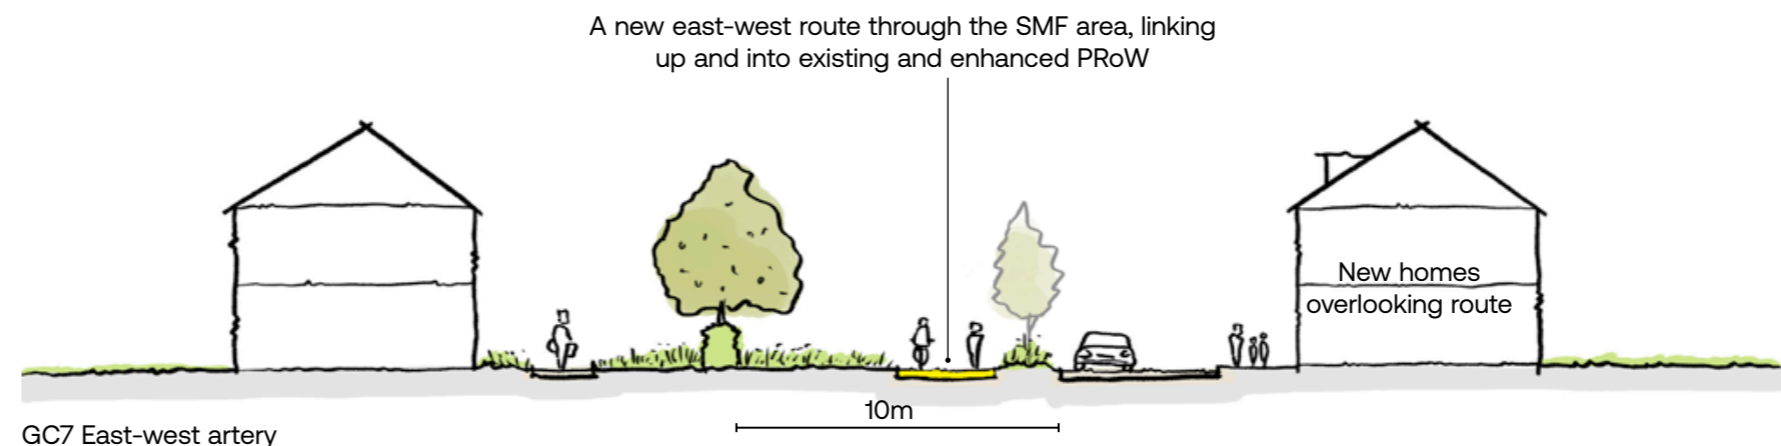 A new east-west route through the SMF area, linking
up and into existing and enhanced PRoW
New homes
overlooking route
10m
GC7 East-west artery